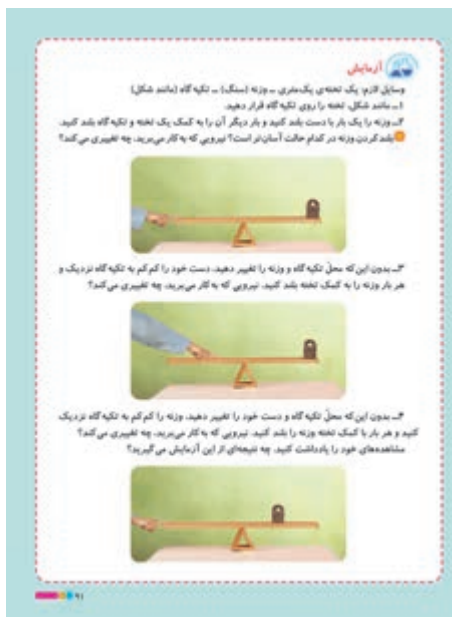 آزمایش
وسایل لازم: یک تخته‌ی یک‌متری ــ وزنه (سنگ) ــ تکیه گاه (مانند شکل)
۱ــ مانند شکل، تخته را روی تکیه گاه قرار دهید.
۲ــ وزنه را یک بار با دست بلند کنید و بار دیگر آن را به کمک یک تخته و تکیه گاه بلند کنید.
بلند کردن وزنه در کدام حالت آسان‌تر است؟ نیرویی که به کار می‌برید، چه تغییری می‌کند؟
۳ــ بدون این‌که محلّ تکیه گاه و وزنه را تغییر دهید، دست خود را کم‌کم به تکیه گاه نزدیک و
هر بار وزنه را به کمک تخته بلند کنید. نیرویی که به کار می‌برید، چه تغییری می‌کند؟
۴ــ بدون این‌که محلّ تکیه گاه و دست خود را تغییر دهید، وزنه را کم‌کم به تکیه گاه نزدیک
کنید و هر بار با کمک تخته وزنه را بلند کنید. نیرویی که به کار می‌برید، چه تغییری می‌کند؟
مشاهده‌های خود را یادداشت کنید. چه نتیجه‌ای از این آزمایش می‌گیرید؟
۹۱